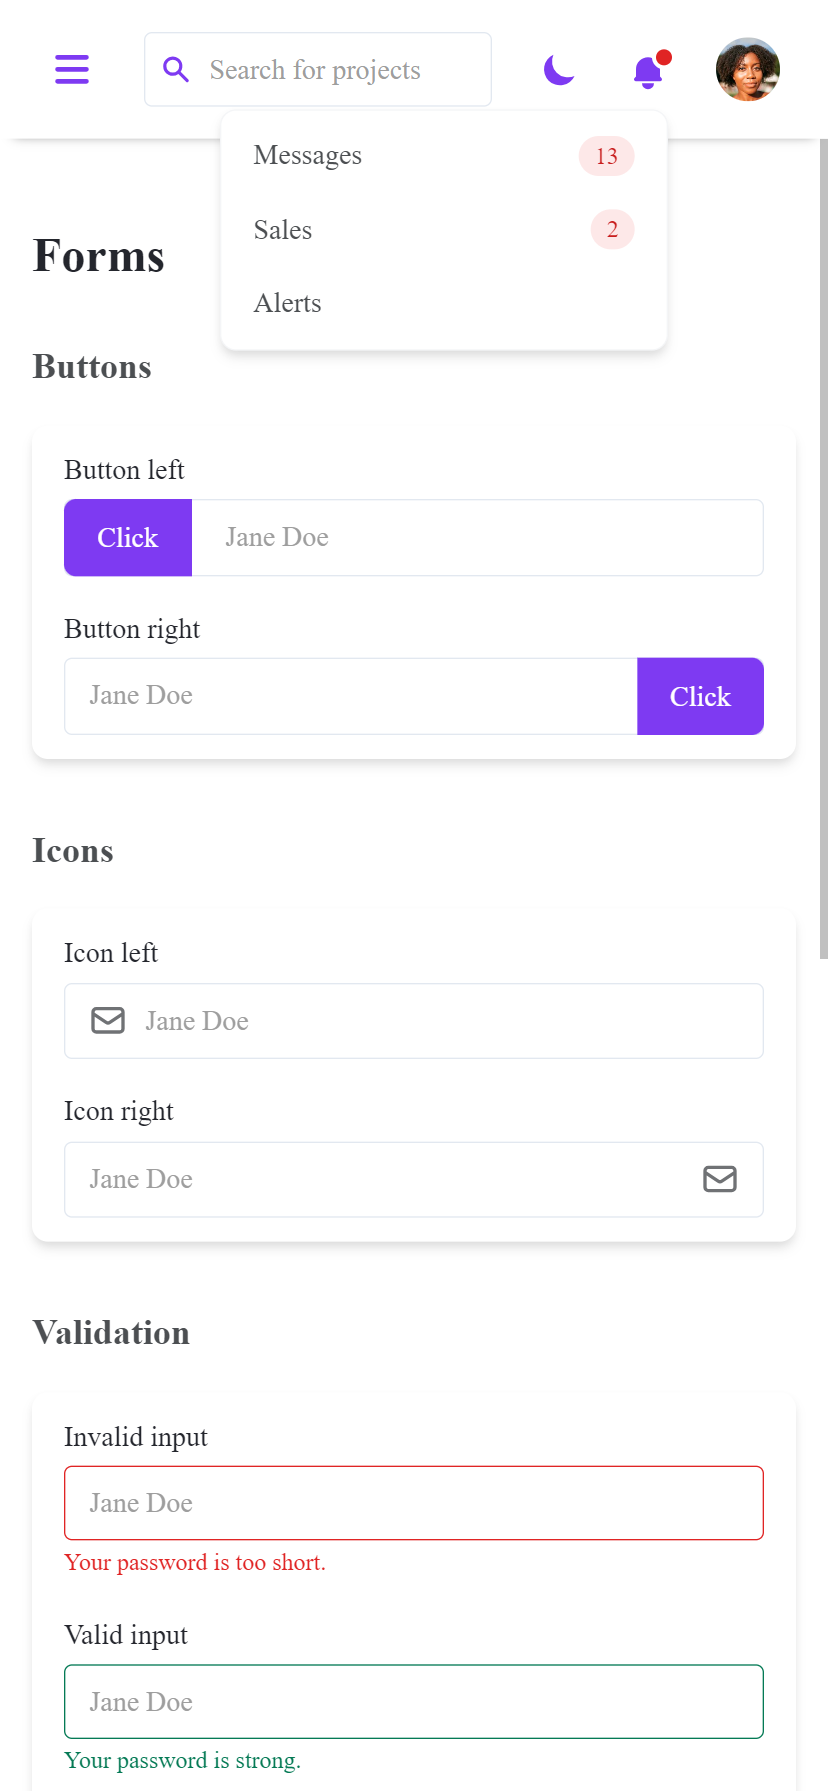 Search for projects
Messages 13
Sales 2
Alerts
Forms
Buttons
Button left
Click Jane Doe
Button right
Jane Doe Click
Icons
Icon left
Jane Doe
Icon right
Jane Doe
Validation
Invalid input
Jane Doe
Your password is too short.
Valid input
Jane Doe
Your password is strong.